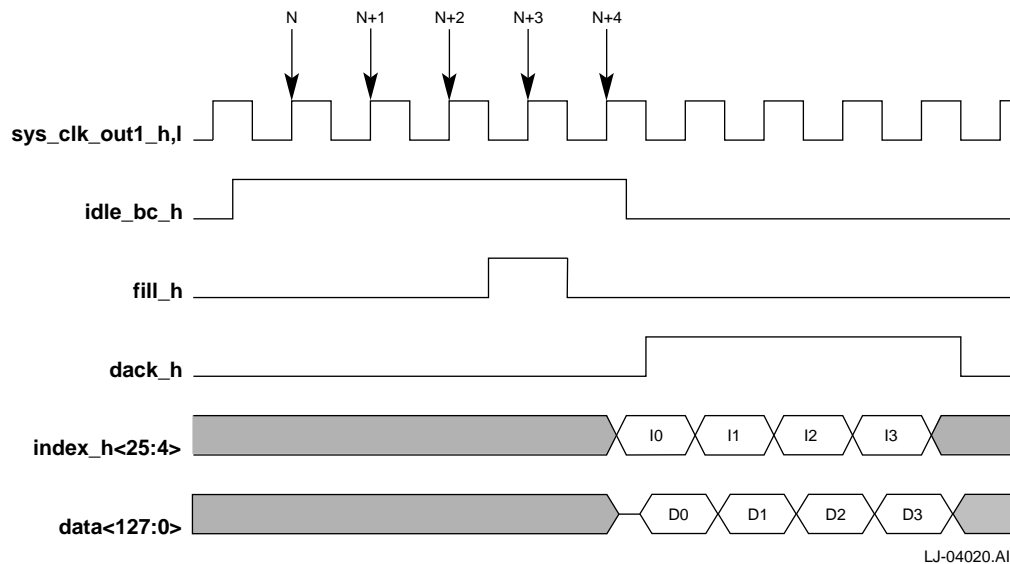 N N+1 N+2 N+3 N+4
sys_clk_out1_h,l
idle_bc_h
fill_h
dack_h
index_h<25:4> I0 I1 I2 I3
data<127:0> D0 D1 D2 D3
LJ-04020.AI